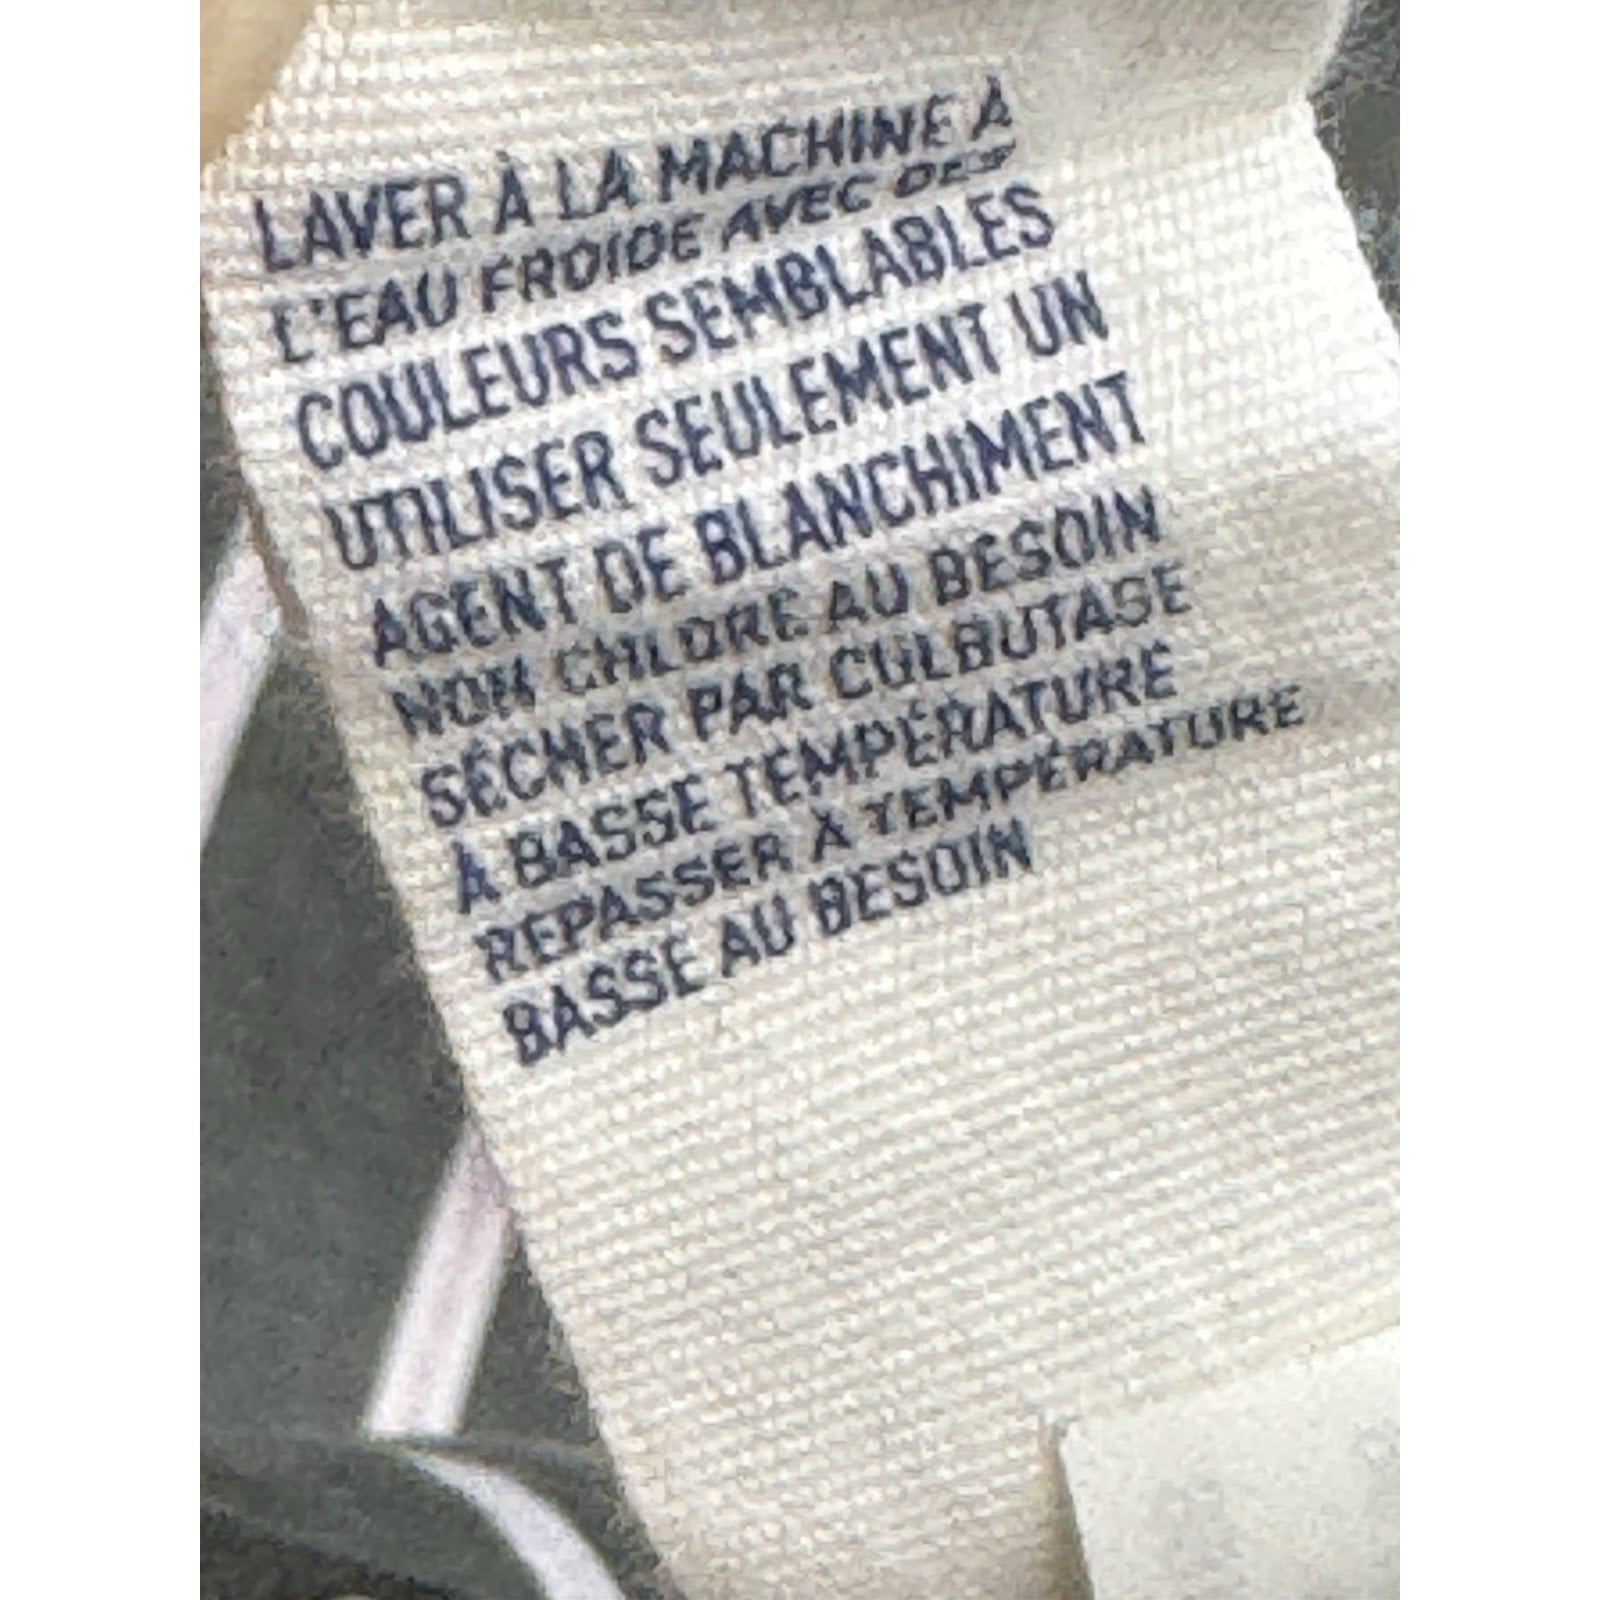 LAVER À LA MACHINE À
L'EAU FROIDE AVEC DES
COULEURS SEMBLABLES
UTILISER SEULEMENT UN
AGENT DE BLANCHIMENT
NON CHLORE AU BESOIN
SÉCHER PAR CULBUTASE
À BASSE TEMPÉRATURE
REPASSER À TEMPÉRATURE
BASSE AU BESOIN